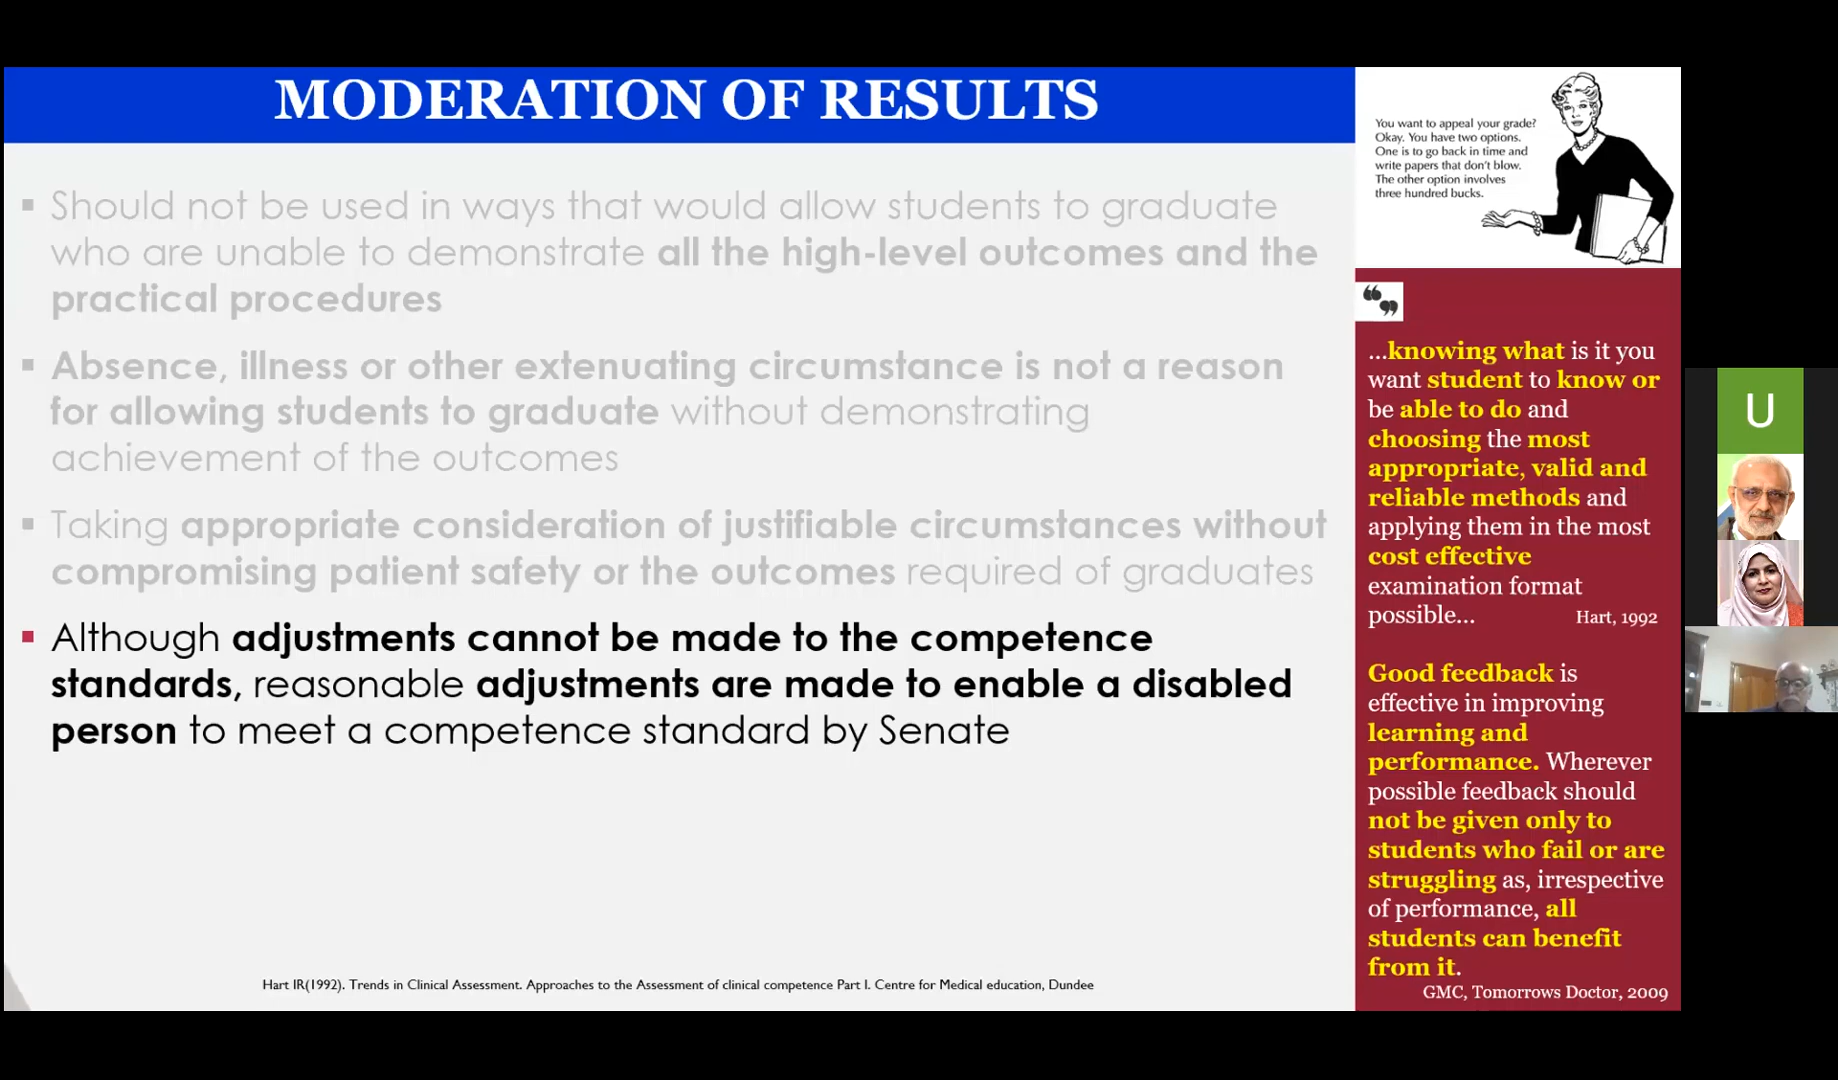 MODERATION OF RESULTS
Should not be used in ways that would allow students to graduate
who are unable to demonstrate all the high-level outcomes and the
practical procedures
Absence, illness or other extenuating circumstance is not a reason
for allowing students to graduate without demonstrating
achievement of the outcomes
Taking appropriate consideration of justifiable circumstances without
compromising patient safety or the outcomes required of graduates
Although adjustments cannot be made to the competence
standards, reasonable adjustments are made to enable a disabled
person to meet a competence standard by Senate
Hart IR(1992). Trends in Clinical Assessment. Approaches to the Assessment of clinical competence Part I. Centre for Medical education, Dundee
You want to appeal your grade?
Okay. You have two options.
One is to go back in time and
write papers that don't blow.
The other option involves
three hundred bucks.
...knowing what is it you
want student to know or
be able to do and
choosing the most
appropriate, valid and
reliable methods and
applying them in the most
cost effective
examination format
possible... Hart, 1992
Good feedback is
effective in improving
learning and
performance. Wherever
possible feedback should
not be given only to
students who fail or are
struggling as, irrespective
of performance, all
students can benefit
from it.
GMC, Tomorrows Doctor, 2009
U